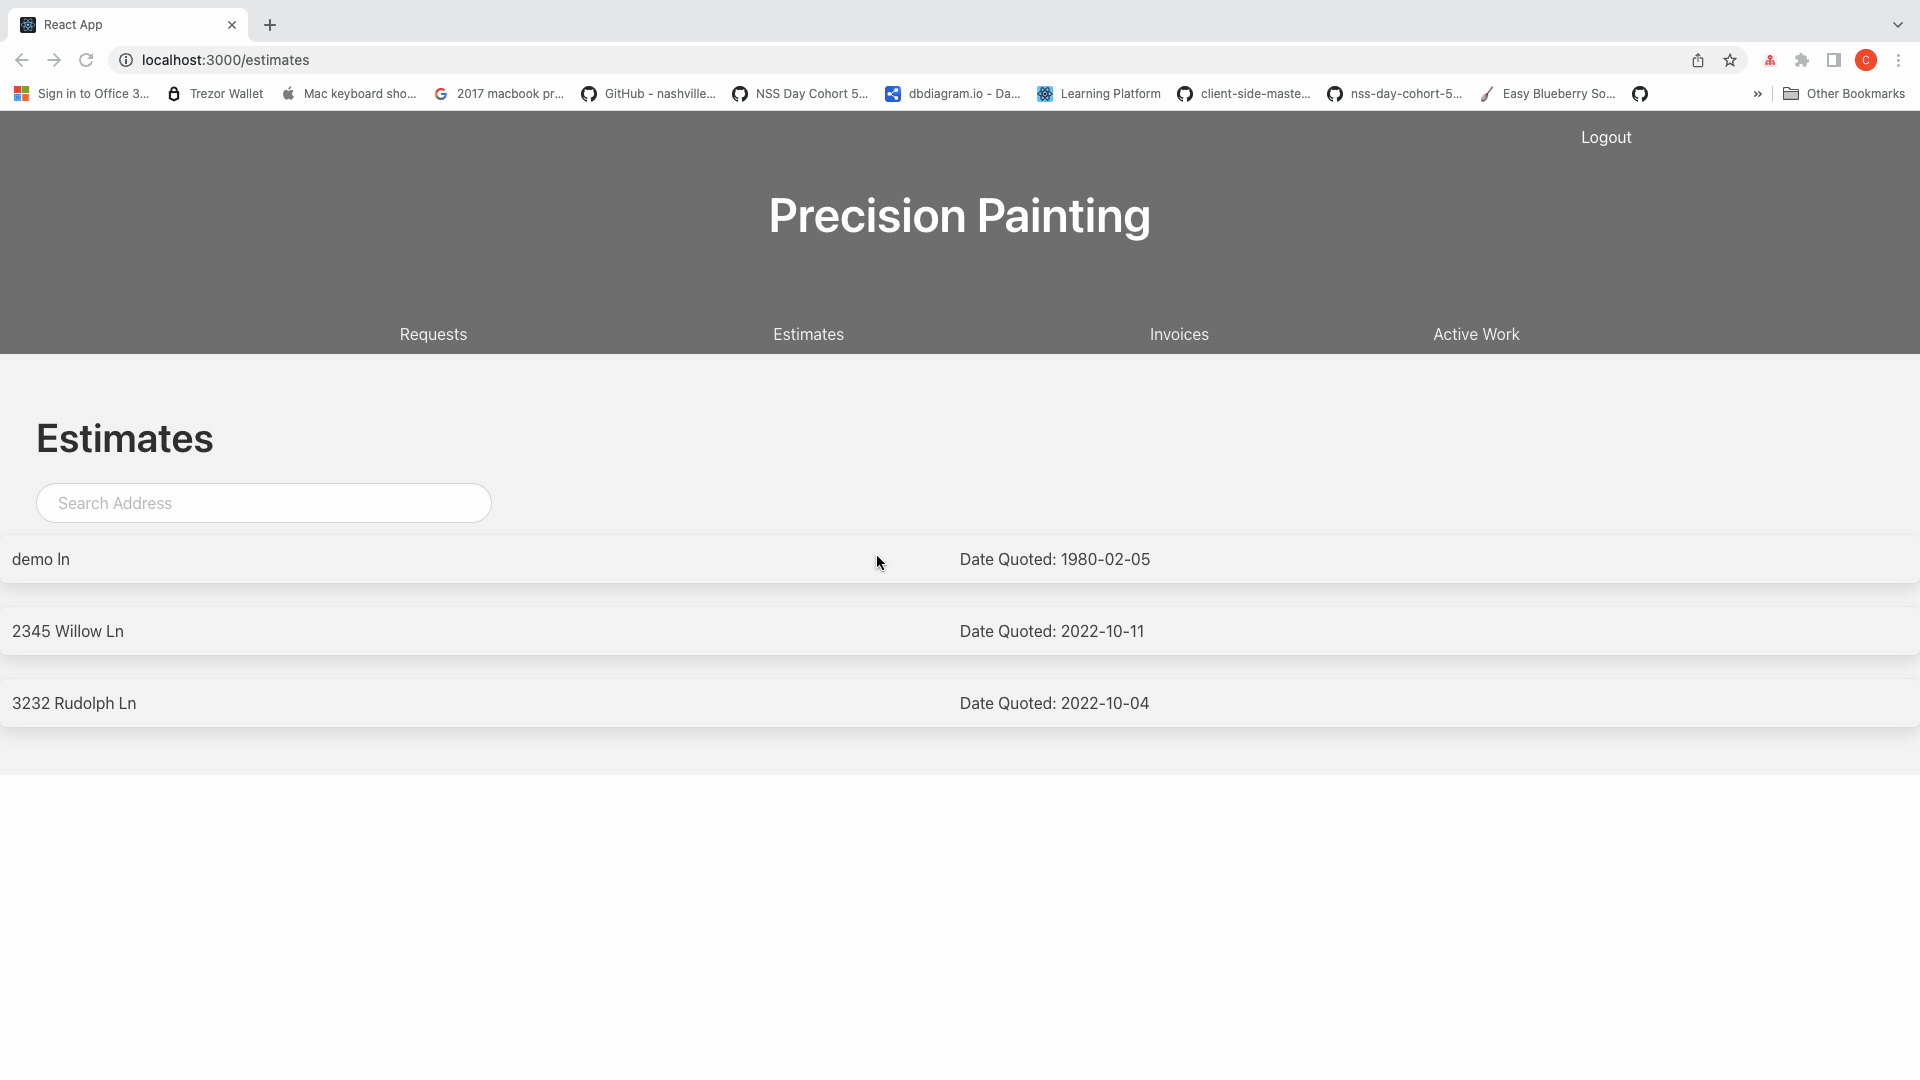 React App
localhost:3000/estimates
C
Sign in to Office 3... Trezor Wallet Mac keyboard sho... 2017 macbook pr... GitHub - nashville... NSS Day Cohort 5... dbdiagram.io - Da... Learning Platform client-side-maste... nss-day-cohort-5... Easy Blueberry So... » Other Bookmarks
Logout
Precision Painting
Requests Estimates Invoices Active Work
Estimates
Search Address
demo ln Date Quoted: 1980-02-05
2345 Willow Ln Date Quoted: 2022-10-11
3232 Rudolph Ln Date Quoted: 2022-10-04